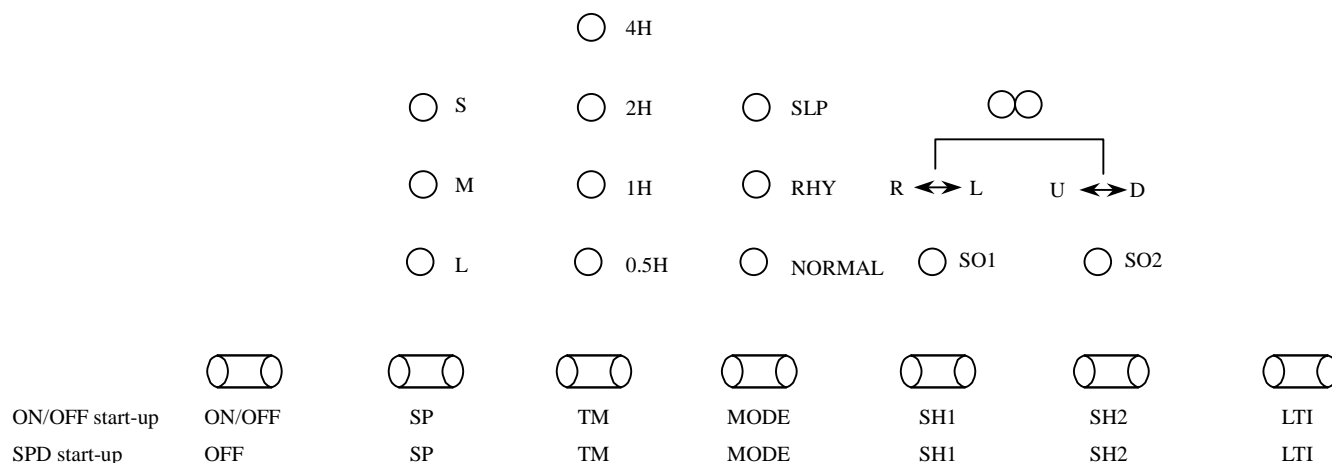 4H
S 2H SLP
M 1H RHY R L U D
L 0.5H NORMAL SO1 SO2
ON/OFF start-up ON/OFF SP TM MODE SH1 SH2 LTI
SPD start-up OFF SP TM MODE SH1 SH2 LTI